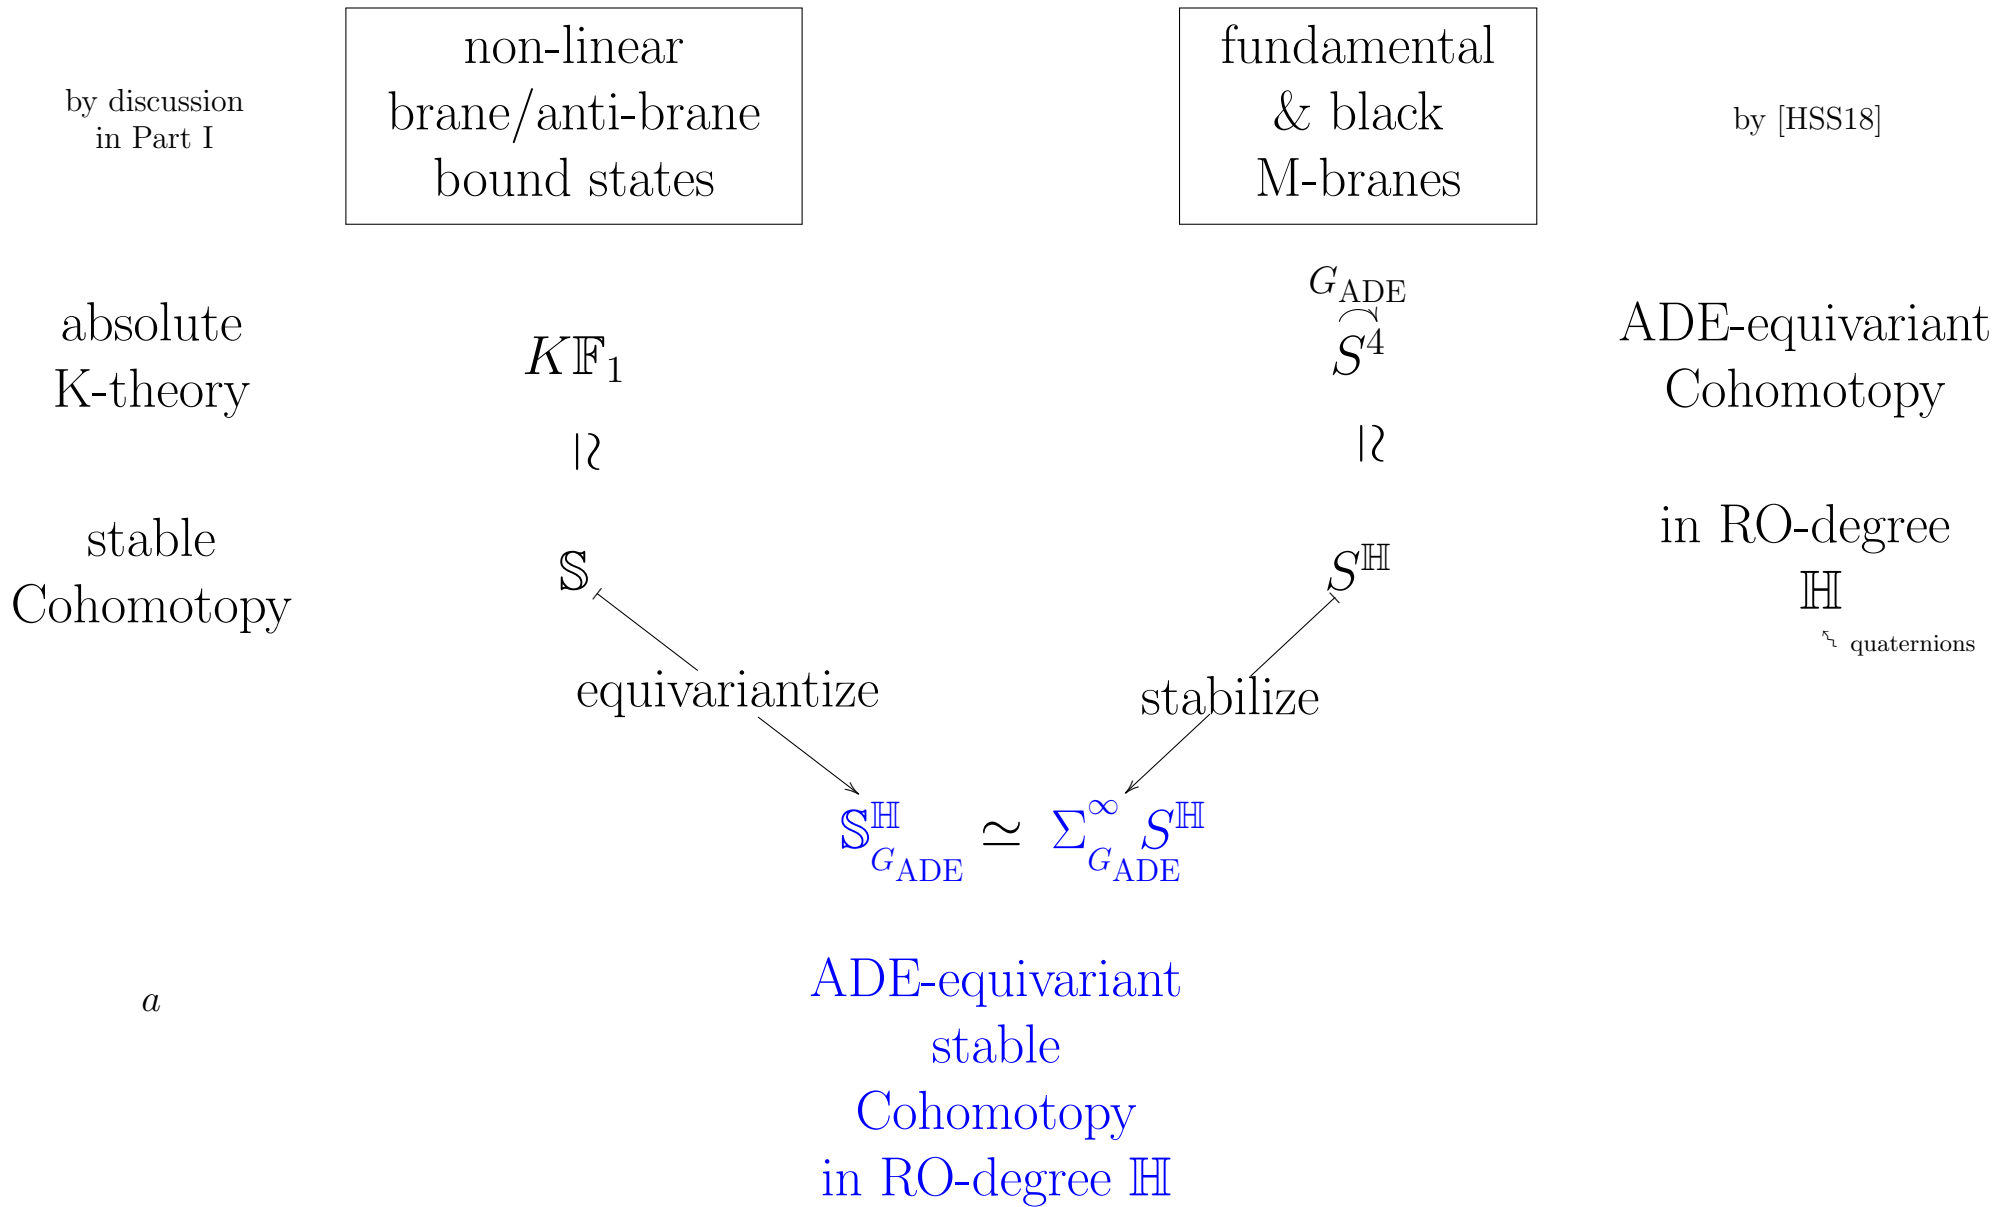 by discussion
in Part I
non-linear
brane/anti-brane
bound states
fundamental
& black
M-branes
by [HSS18]
absolute
K-theory
K𝔽₁
G_ADE
S⁴
ADE-equivariant
Cohomotopy
≃
≃
stable
Cohomotopy
𝕊
S^ℍ
in RO-degree
ℍ
quaternions
equivariantize
stabilize
𝕊^ℍ_{G_ADE} ≃ Σ^∞_{G_ADE} S^ℍ
a
ADE-equivariant
stable
Cohomotopy
in RO-degree ℍ